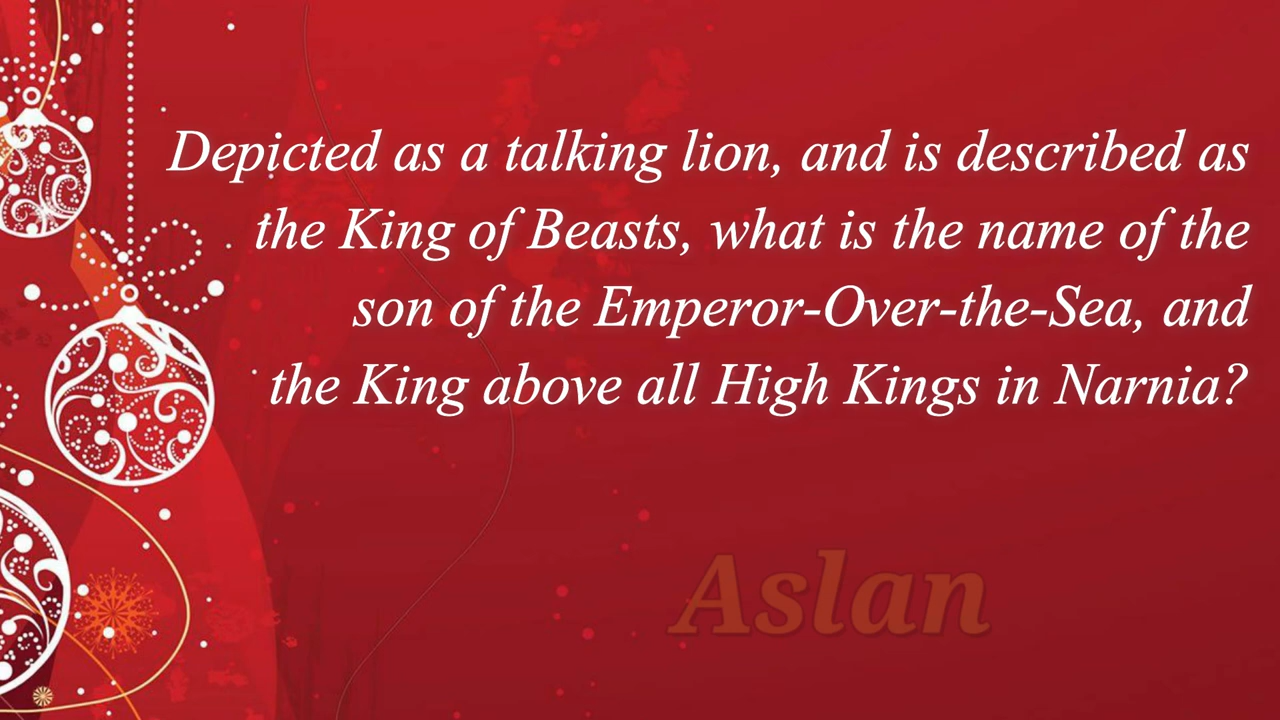 Depicted as a talking lion, and is described as
the King of Beasts, what is the name of the
son of the Emperor-Over-the-Sea, and
the King above all High Kings in Narnia?
Aslan